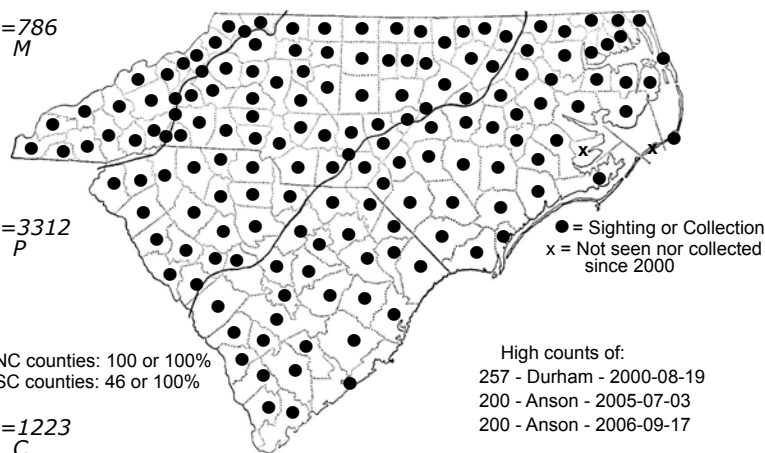 =786
M
=3312
P
=1223
C
x
x
● = Sighting or Collection
x = Not seen nor collected
since 2000
NC counties: 100 or 100%
SC counties: 46 or 100%
High counts of:
257 - Durham - 2000-08-19
200 - Anson - 2005-07-03
200 - Anson - 2006-09-17